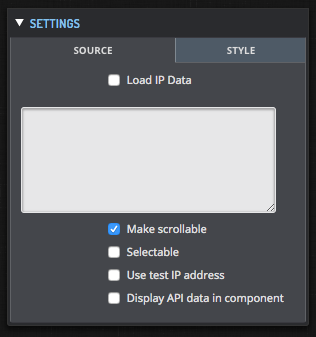 SETTINGS
SOURCE STYLE
Load IP Data
Make scrollable
Selectable
Use test IP address
Display API data in component